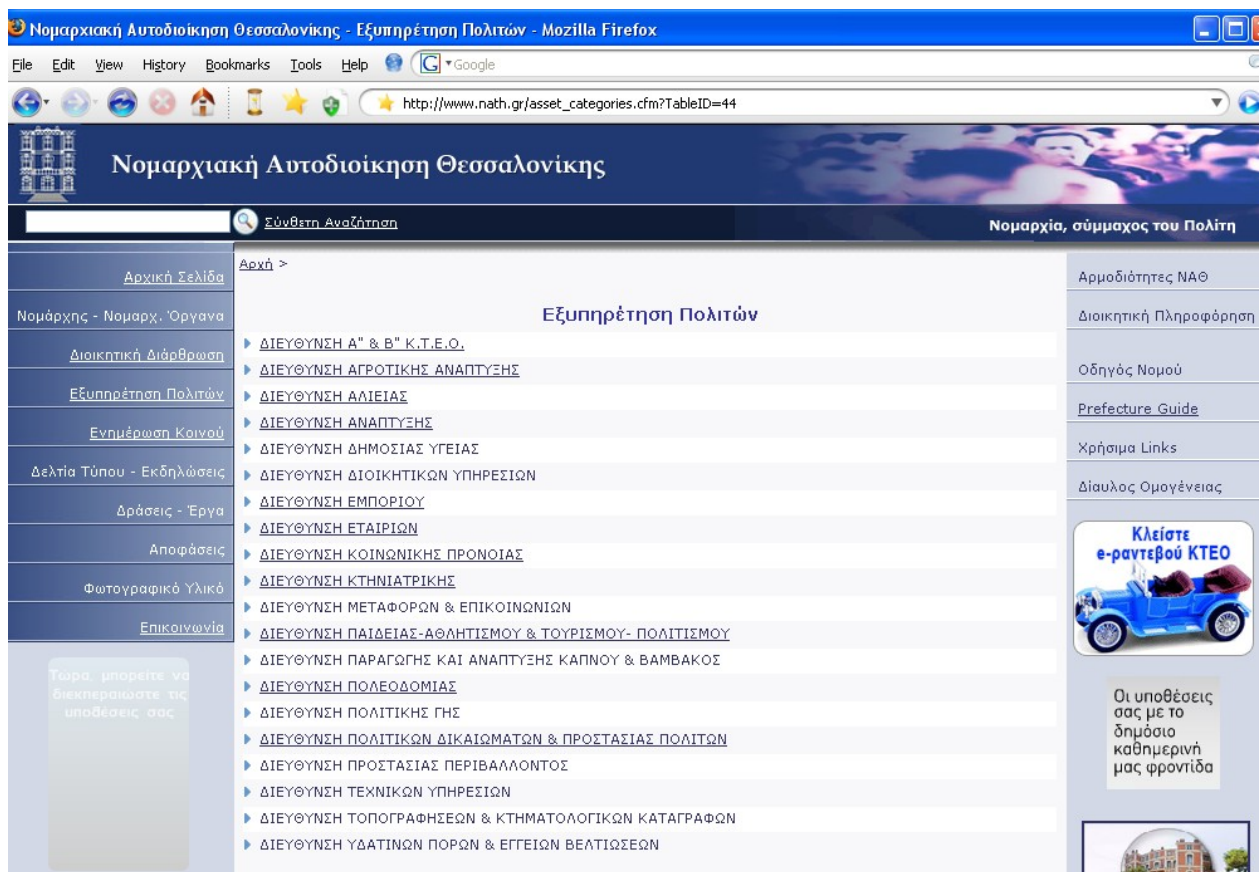 Νομαρχιακή Αυτοδιοίκηση Θεσσαλονίκης - Εξυπηρέτηση Πολιτών - Mozilla Firefox
File Edit View History Bookmarks Tools Help G Google
http://www.nath.gr/asset_categories.cfm?TableID=44
Νομαρχιακή Αυτοδιοίκηση Θεσσαλονίκης
Σύνθετη Αναζήτηση
Νομαρχία, σύμμαχος του Πολίτη
Αρχική Σελίδα
Νομάρχης - Νομαρχ. Όργανα
Διοικητική Διάρθρωση
Εξυπηρέτηση Πολιτών
Ενημέρωση Κοινού
Δελτία Τύπου - Εκδηλώσεις
Δράσεις - Έργα
Αποφάσεις
Φωτογραφικό Υλικό
Επικοινωνία
Τώρα, μπορείτε να
διεκπεραιώστε τις
υποθέσεις σας
Αρχή >
Εξυπηρέτηση Πολιτών
ΔΙΕΥΘΥΝΣΗ Α" & Β" Κ.Τ.Ε.Ο.
ΔΙΕΥΘΥΝΣΗ ΑΓΡΟΤΙΚΗΣ ΑΝΑΠΤΥΞΗΣ
ΔΙΕΥΘΥΝΣΗ ΑΛΙΕΙΑΣ
ΔΙΕΥΘΥΝΣΗ ΑΝΑΠΤΥΞΗΣ
ΔΙΕΥΘΥΝΣΗ ΔΗΜΟΣΙΑΣ ΥΓΕΙΑΣ
ΔΙΕΥΘΥΝΣΗ ΔΙΟΙΚΗΤΙΚΩΝ ΥΠΗΡΕΣΙΩΝ
ΔΙΕΥΘΥΝΣΗ ΕΜΠΟΡΙΟΥ
ΔΙΕΥΘΥΝΣΗ ΕΤΑΙΡΙΩΝ
ΔΙΕΥΘΥΝΣΗ ΚΟΙΝΩΝΙΚΗΣ ΠΡΟΝΟΙΑΣ
ΔΙΕΥΘΥΝΣΗ ΚΤΗΝΙΑΤΡΙΚΗΣ
ΔΙΕΥΘΥΝΣΗ ΜΕΤΑΦΟΡΩΝ & ΕΠΙΚΟΙΝΩΝΙΩΝ
ΔΙΕΥΘΥΝΣΗ ΠΑΙΔΕΙΑΣ-ΑΘΛΗΤΙΣΜΟΥ & ΤΟΥΡΙΣΜΟΥ- ΠΟΛΙΤΙΣΜΟΥ
ΔΙΕΥΘΥΝΣΗ ΠΑΡΑΓΩΓΗΣ ΚΑΙ ΑΝΑΠΤΥΞΗΣ ΚΑΠΝΟΥ & ΒΑΜΒΑΚΟΣ
ΔΙΕΥΘΥΝΣΗ ΠΟΛΕΟΔΟΜΙΑΣ
ΔΙΕΥΘΥΝΣΗ ΠΟΛΙΤΙΚΗΣ ΓΗΣ
ΔΙΕΥΘΥΝΣΗ ΠΟΛΙΤΙΚΩΝ ΔΙΚΑΙΩΜΑΤΩΝ & ΠΡΟΣΤΑΣΙΑΣ ΠΟΛΙΤΩΝ
ΔΙΕΥΘΥΝΣΗ ΠΡΟΣΤΑΣΙΑΣ ΠΕΡΙΒΑΛΛΟΝΤΟΣ
ΔΙΕΥΘΥΝΣΗ ΤΕΧΝΙΚΩΝ ΥΠΗΡΕΣΙΩΝ
ΔΙΕΥΘΥΝΣΗ ΤΟΠΟΓΡΑΦΗΣΕΩΝ & ΚΤΗΜΑΤΟΛΟΓΙΚΩΝ ΚΑΤΑΓΡΑΦΩΝ
ΔΙΕΥΘΥΝΣΗ ΥΔΑΤΙΝΩΝ ΠΟΡΩΝ & ΕΓΓΕΙΩΝ ΒΕΛΤΙΩΣΕΩΝ
Αρμοδιότητες ΝΑΘ
Διοικητική Πληροφόρηση
Οδηγός Νομού
Prefecture Guide
Χρήσιμα Links
Δίαυλος Ομογένειας
Κλείστε
e-ραντεβού ΚΤΕΟ
Οι υποθέσεις
σας με το
δημόσιο
καθημερινή
μας φροντίδα